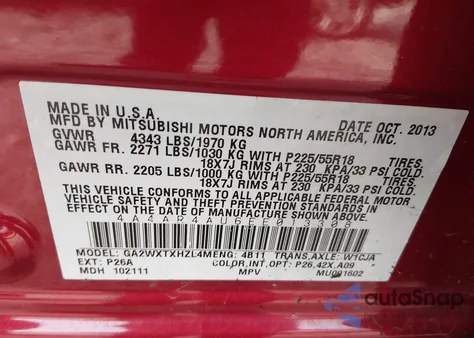 MADE IN U.S.A. DATE OCT. 2013
MFD BY MITSUBISHI MOTORS NORTH AMERICA, INC.
GVWR 4343 LBS/1970 KG
GAWR FR. 2271 LBS/1030 KG WITH P225/55R18 TIRES,
18X7J RIMS AT 230 KPA/33 PSI COLD.
GAWR RR. 2205 LBS/1000 KG WITH P225/55R18 TIRES,
18X7J RIMS AT 230 KPA/33 PSI COLD.
THIS VEHICLE CONFORMS TO ALL APPLICABLE FEDERAL MOTOR
VEHICLE SAFETY AND THEFT PREVENTION STANDARDS IN
EFFECT ON THE DATE OF MANUFACTURE SHOWN ABOVE.
4A4AR4AU6EE013308
MODEL: GA2WXTXHZL4MENG: 4B11 TRANS,AXLE: W1CJA
EXT: P26A COLOR,INT,OPT: P26,42X,A09
MDH 102111 MPV MU001602
autoSnap